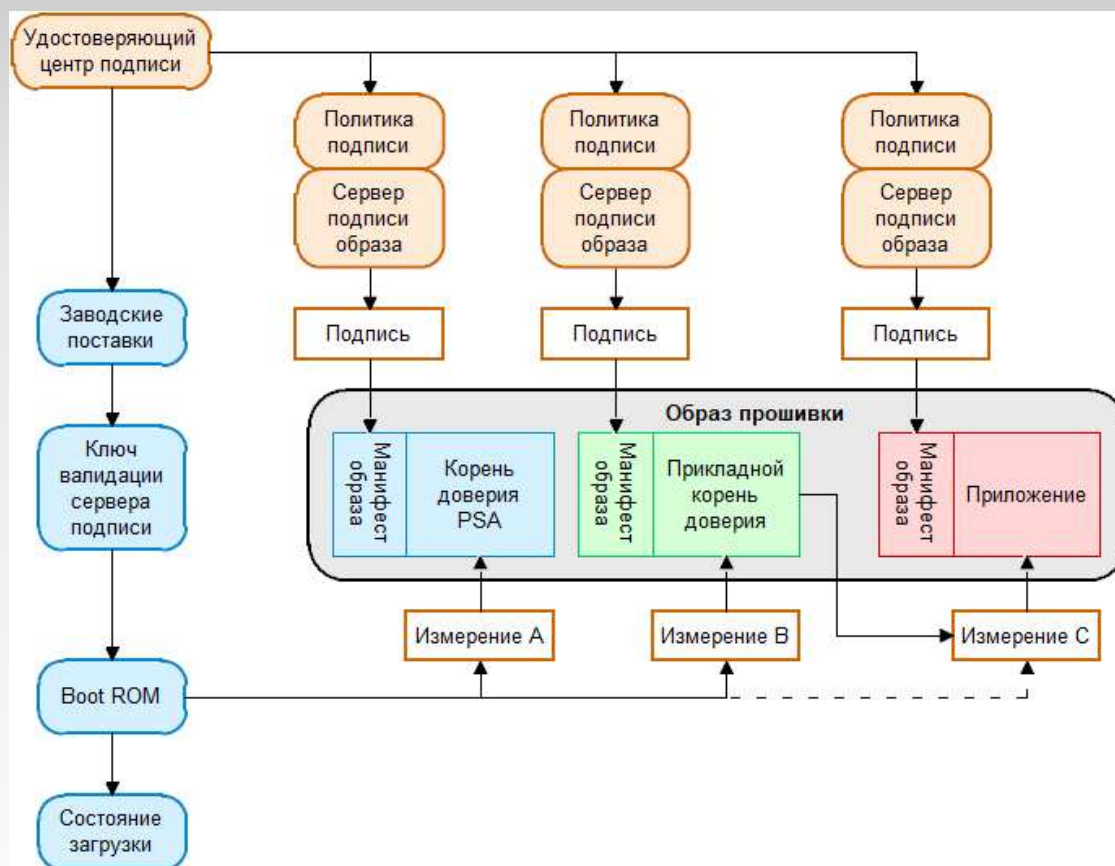 Удостоверяющий
центр подписи
Политика
подписи
Политика
подписи
Политика
подписи
Сервер
подписи
образа
Сервер
подписи
образа
Сервер
подписи
образа
Заводские
поставки
Подпись
Подпись
Подпись
Образ прошивки
Ключ
валидации
сервера
подписи
Манифест
образа
Корень
доверия
PSA
Манифест
образа
Прикладной
корень
доверия
Манифест
образа
Приложение
Измерение A
Измерение B
Измерение C
Boot ROM
Состояние
загрузки